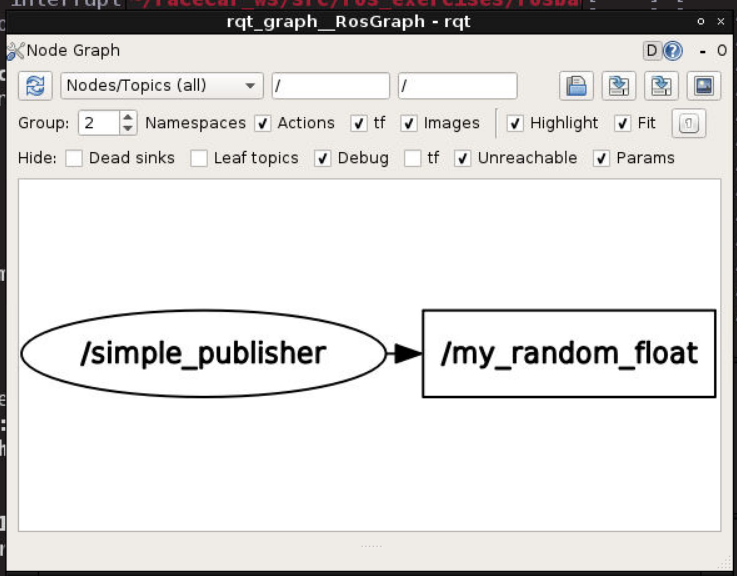 interrupt ~/racecar_ws/src/ros_exercises/rosba
rqt_graph__RosGraph - rqt
Node Graph D ? - O
Nodes/Topics (all) / /
Group: 2 Namespaces Actions tf Images Highlight Fit
Hide: Dead sinks Leaf topics Debug tf Unreachable Params
/simple_publisher /my_random_float